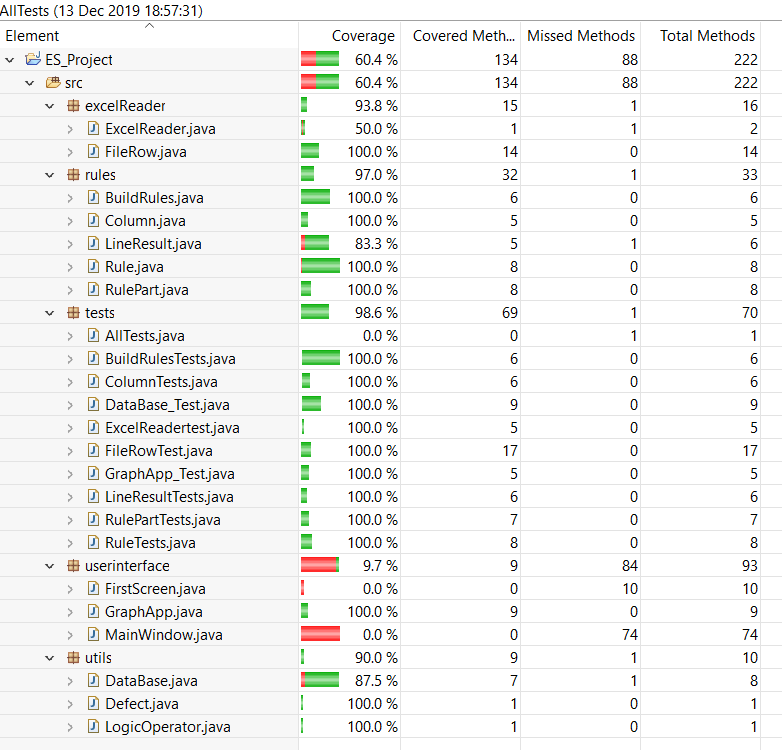 AllTests (13 Dec 2019 18:57:31)
Element Coverage Covered Meth... Missed Methods Total Methods
ES_Project 60.4 % 134 88 222
src 60.4 % 134 88 222
excelReader 93.8 % 15 1 16
ExcelReader.java 50.0 % 1 1 2
FileRow.java 100.0 % 14 0 14
rules 97.0 % 32 1 33
BuildRules.java 100.0 % 6 0 6
Column.java 100.0 % 5 0 5
LineResult.java 83.3 % 5 1 6
Rule.java 100.0 % 8 0 8
RulePart.java 100.0 % 8 0 8
tests 98.6 % 69 1 70
AllTests.java 0.0 % 0 1 1
BuildRulesTests.java 100.0 % 6 0 6
ColumnTests.java 100.0 % 6 0 6
DataBase_Test.java 100.0 % 9 0 9
ExcelReadertest.java 100.0 % 5 0 5
FileRowTest.java 100.0 % 17 0 17
GraphApp_Test.java 100.0 % 5 0 5
LineResultTests.java 100.0 % 6 0 6
RulePartTests.java 100.0 % 7 0 7
RuleTests.java 100.0 % 8 0 8
userinterface 9.7 % 9 84 93
FirstScreen.java 0.0 % 0 10 10
GraphApp.java 100.0 % 9 0 9
MainWindow.java 0.0 % 0 74 74
utils 90.0 % 9 1 10
DataBase.java 87.5 % 7 1 8
Defect.java 100.0 % 1 0 1
LogicOperator.java 100.0 % 1 0 1